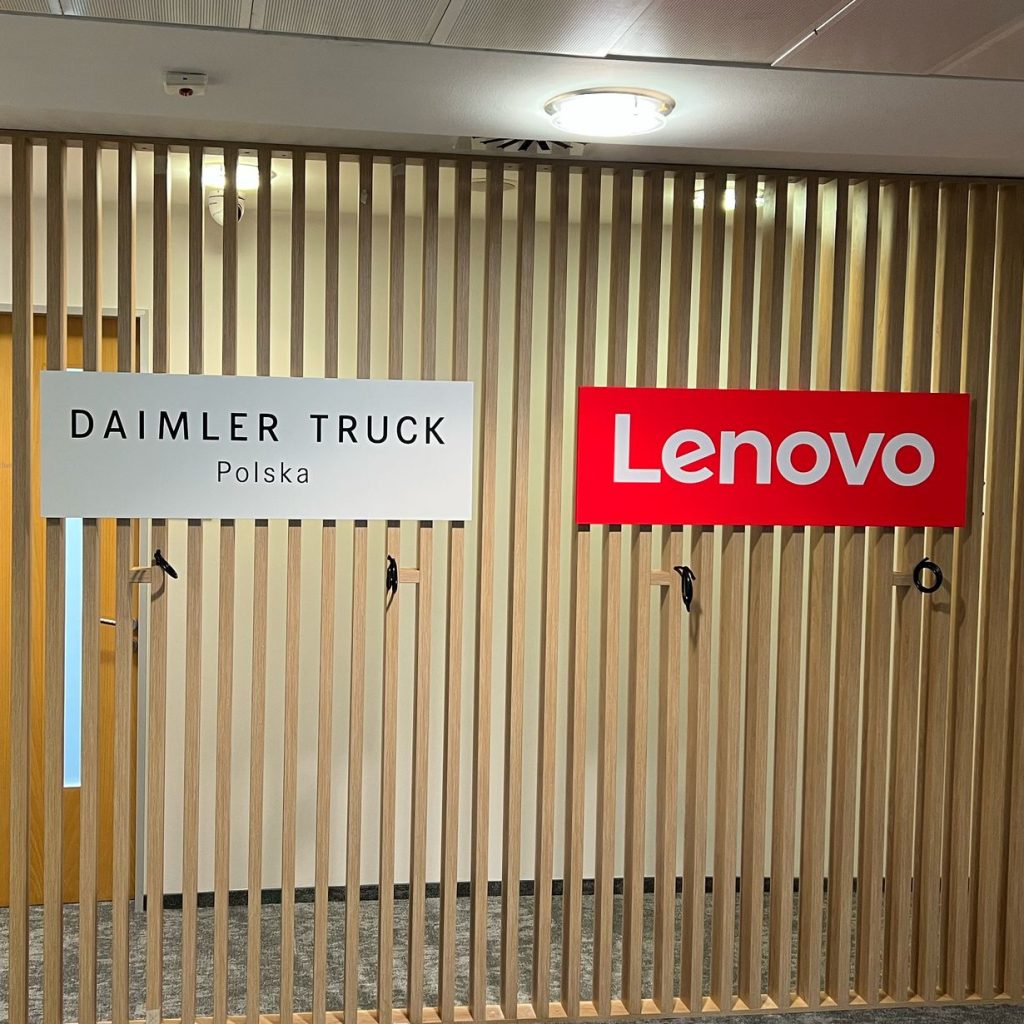 DAIMLER TRUCK
Polska
Lenovo